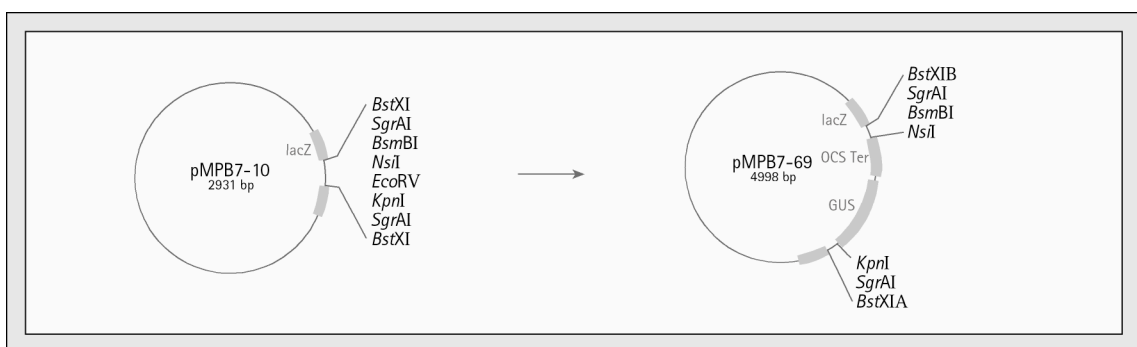 lacZ
pMPB7-10
2931 bp
BstXI
SgrAI
BsmBI
NsiI
EcoRV
KpnI
SgrAI
BstXI
lacZ
OCS Ter
pMPB7-69
4998 bp
GUS
BstXIB
SgrAI
BsmBI
NsiI
KpnI
SgrAI
BstXIA